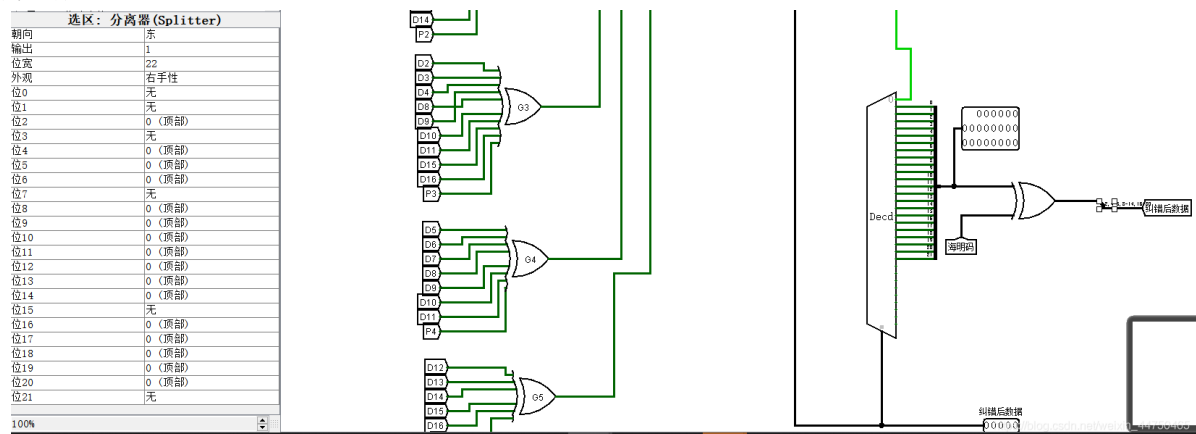 选区: 分离器(Splitter)
朝向 东
输出 1
位宽 22
外观 右手性
位0 无
位1 无
位2 0 (顶部)
位3 无
位4 0 (顶部)
位5 0 (顶部)
位6 0 (顶部)
位7 无
位8 0 (顶部)
位9 0 (顶部)
位10 0 (顶部)
位11 0 (顶部)
位12 0 (顶部)
位13 0 (顶部)
位14 0 (顶部)
位15 无
位16 0 (顶部)
位17 0 (顶部)
位18 0 (顶部)
位19 0 (顶部)
位20 0 (顶部)
位21 无
100%
D14
P2
D2
D3
D4
D8
D9
D10
D11
D15
D16
P3
G3
D5
D6
D7
D8
D9
D10
D11
P4
G4
D12
D13
D14
D15
D16
G5
0
Decd
000000
00000000
00000000
海明码
纠错后数据
纠错后数据
00000